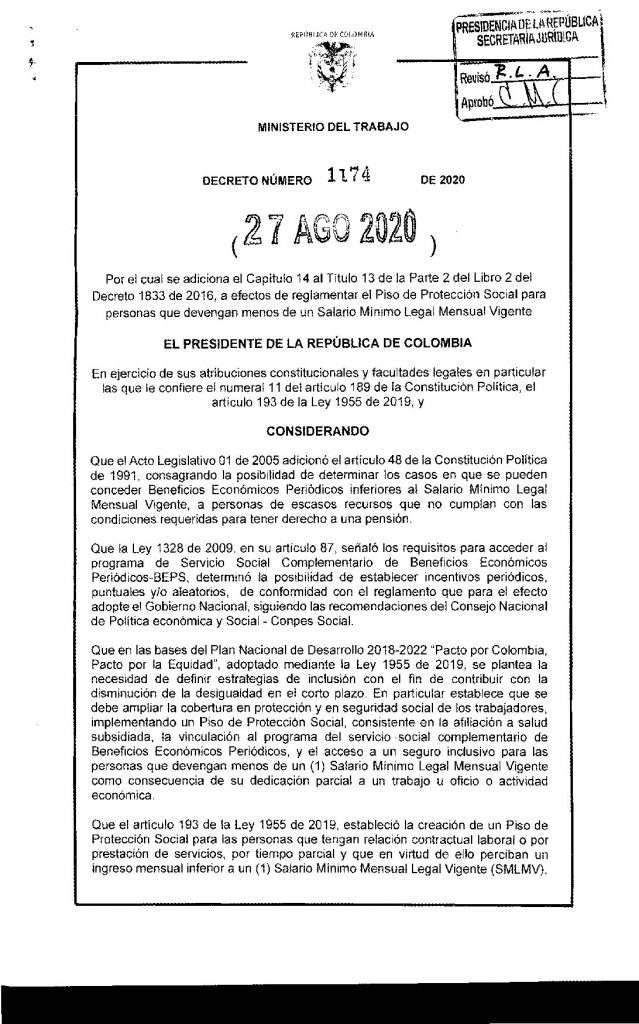 REPÚBLICA DE COLOMBIA
PRESIDENCIA DE LA REPÚBLICA
SECRETARIA JURÍDICA
Revisó R.L.A.
Aprobó CMC
MINISTERIO DEL TRABAJO
DECRETO NÚMERO 1174 DE 2020
( 27 AGO 2020 )
Por el cual se adiciona el Capitulo 14 al Titulo 13 de la Parte 2 del Libro 2 del
Decreto 1833 de 2016, a efectos de reglamentar el Piso de Protección Social para
personas que devengan menos de un Salario Mínimo Legal Mensual Vigente
EL PRESIDENTE DE LA REPÚBLICA DE COLOMBIA
En ejercicio de sus atribuciones constitucionales y facultades legales en particular
las que le confiere el numeral 11 del artículo 189 de la Constitución Política, el
artículo 193 de la Ley 1955 de 2019, y
CONSIDERANDO
Que el Acto Legislativo 01 de 2005 adicionó el artículo 48 de la Constitución Política
de 1991, consagrando la posibilidad de determinar los casos en que se pueden
conceder Beneficios Económicos Periódicos inferiores al Salario Mínimo Legal
Mensual Vigente, a personas de escasos recursos que no cumplan con las
condiciones requeridas para tener derecho a una pensión.
Que la Ley 1328 de 2009, en su artículo 87, señaló los requisitos para acceder al
programa de Servicio Social Complementario de Beneficios Económicos
Periódicos-BEPS, determinó la posibilidad de establecer incentivos periódicos,
puntuales y/o aleatorios, de conformidad con el reglamento que para el efecto
adopte el Gobierno Nacional, siguiendo las recomendaciones del Consejo Nacional
de Política económica y Social - Conpes Social.
Que en las bases del Plan Nacional de Desarrollo 2018-2022 "Pacto por Colombia,
Pacto por la Equidad", adoptado mediante la Ley 1955 de 2019, se plantea la
necesidad de definir estrategias de inclusión con el fin de contribuir con la
disminución de la desigualdad en el corto plazo. En particular establece que se
debe ampliar la cobertura en protección y en seguridad social de los trabajadores,
implementando un Piso de Protección Social, consistente en la afiliación a salud
subsidiada, la vinculación al programa del servicio social complementario de
Beneficios Económicos Periódicos, y el acceso a un seguro inclusivo para las
personas que devengan menos de un (1) Salario Mínimo Legal Mensual Vigente
como consecuencia de su dedicación parcial a un trabajo u oficio o actividad
económica.
Que el artículo 193 de la Ley 1955 de 2019, estableció la creación de un Piso de
Protección Social para las personas que tengan relación contractual laboral o por
prestación de servicios, por tiempo parcial y que en virtud de ello perciban un
ingreso mensual inferior a un (1) Salario Mínimo Mensual Legal Vigente (SMLMV).